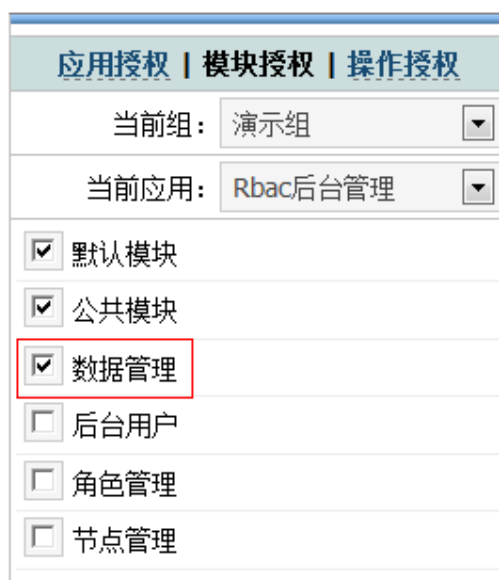 应用授权 | 模块授权 | 操作授权
当前组： 演示组
当前应用： Rbac后台管理
默认模块
公共模块
数据管理
后台用户
角色管理
节点管理